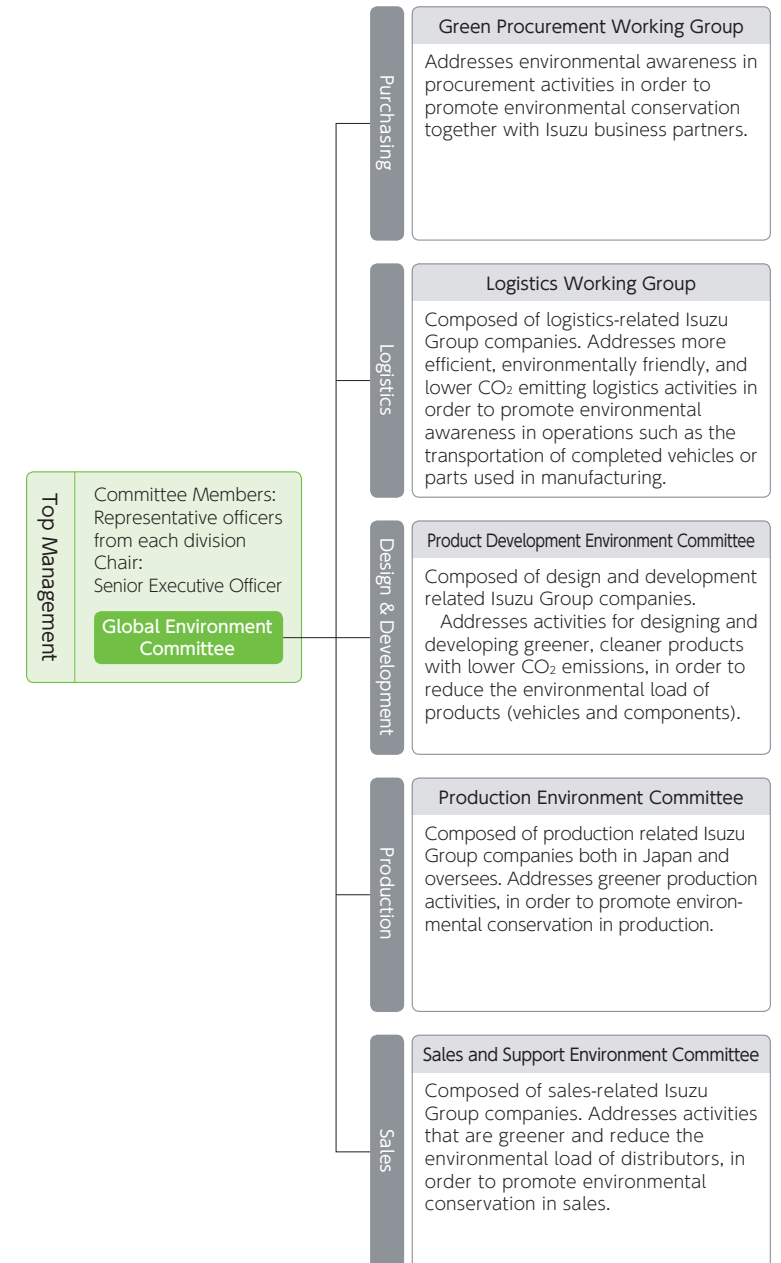 Top Management
Committee Members:
Representative officers
from each division
Chair:
Senior Executive Officer
Global Environment
Committee
Purchasing
Green Procurement Working Group
Addresses environmental awareness in
procurement activities in order to
promote environmental conservation
together with Isuzu business partners.
Logistics
Logistics Working Group
Composed of logistics-related Isuzu
Group companies. Addresses more
efficient, environmentally friendly, and
lower CO₂ emitting logistics activities in
order to promote environmental
awareness in operations such as the
transportation of completed vehicles or
parts used in manufacturing.
Design & Development
Product Development Environment Committee
Composed of design and development
related Isuzu Group companies.
Addresses activities for designing and
developing greener, cleaner products
with lower CO₂ emissions, in order to
reduce the environmental load of
products (vehicles and components).
Production
Production Environment Committee
Composed of production related Isuzu
Group companies both in Japan and
oversees. Addresses greener production
activities, in order to promote environ-
mental conservation in production.
Sales
Sales and Support Environment Committee
Composed of sales-related Isuzu
Group companies. Addresses activities
that are greener and reduce the
environmental load of distributors, in
order to promote environmental
conservation in sales.